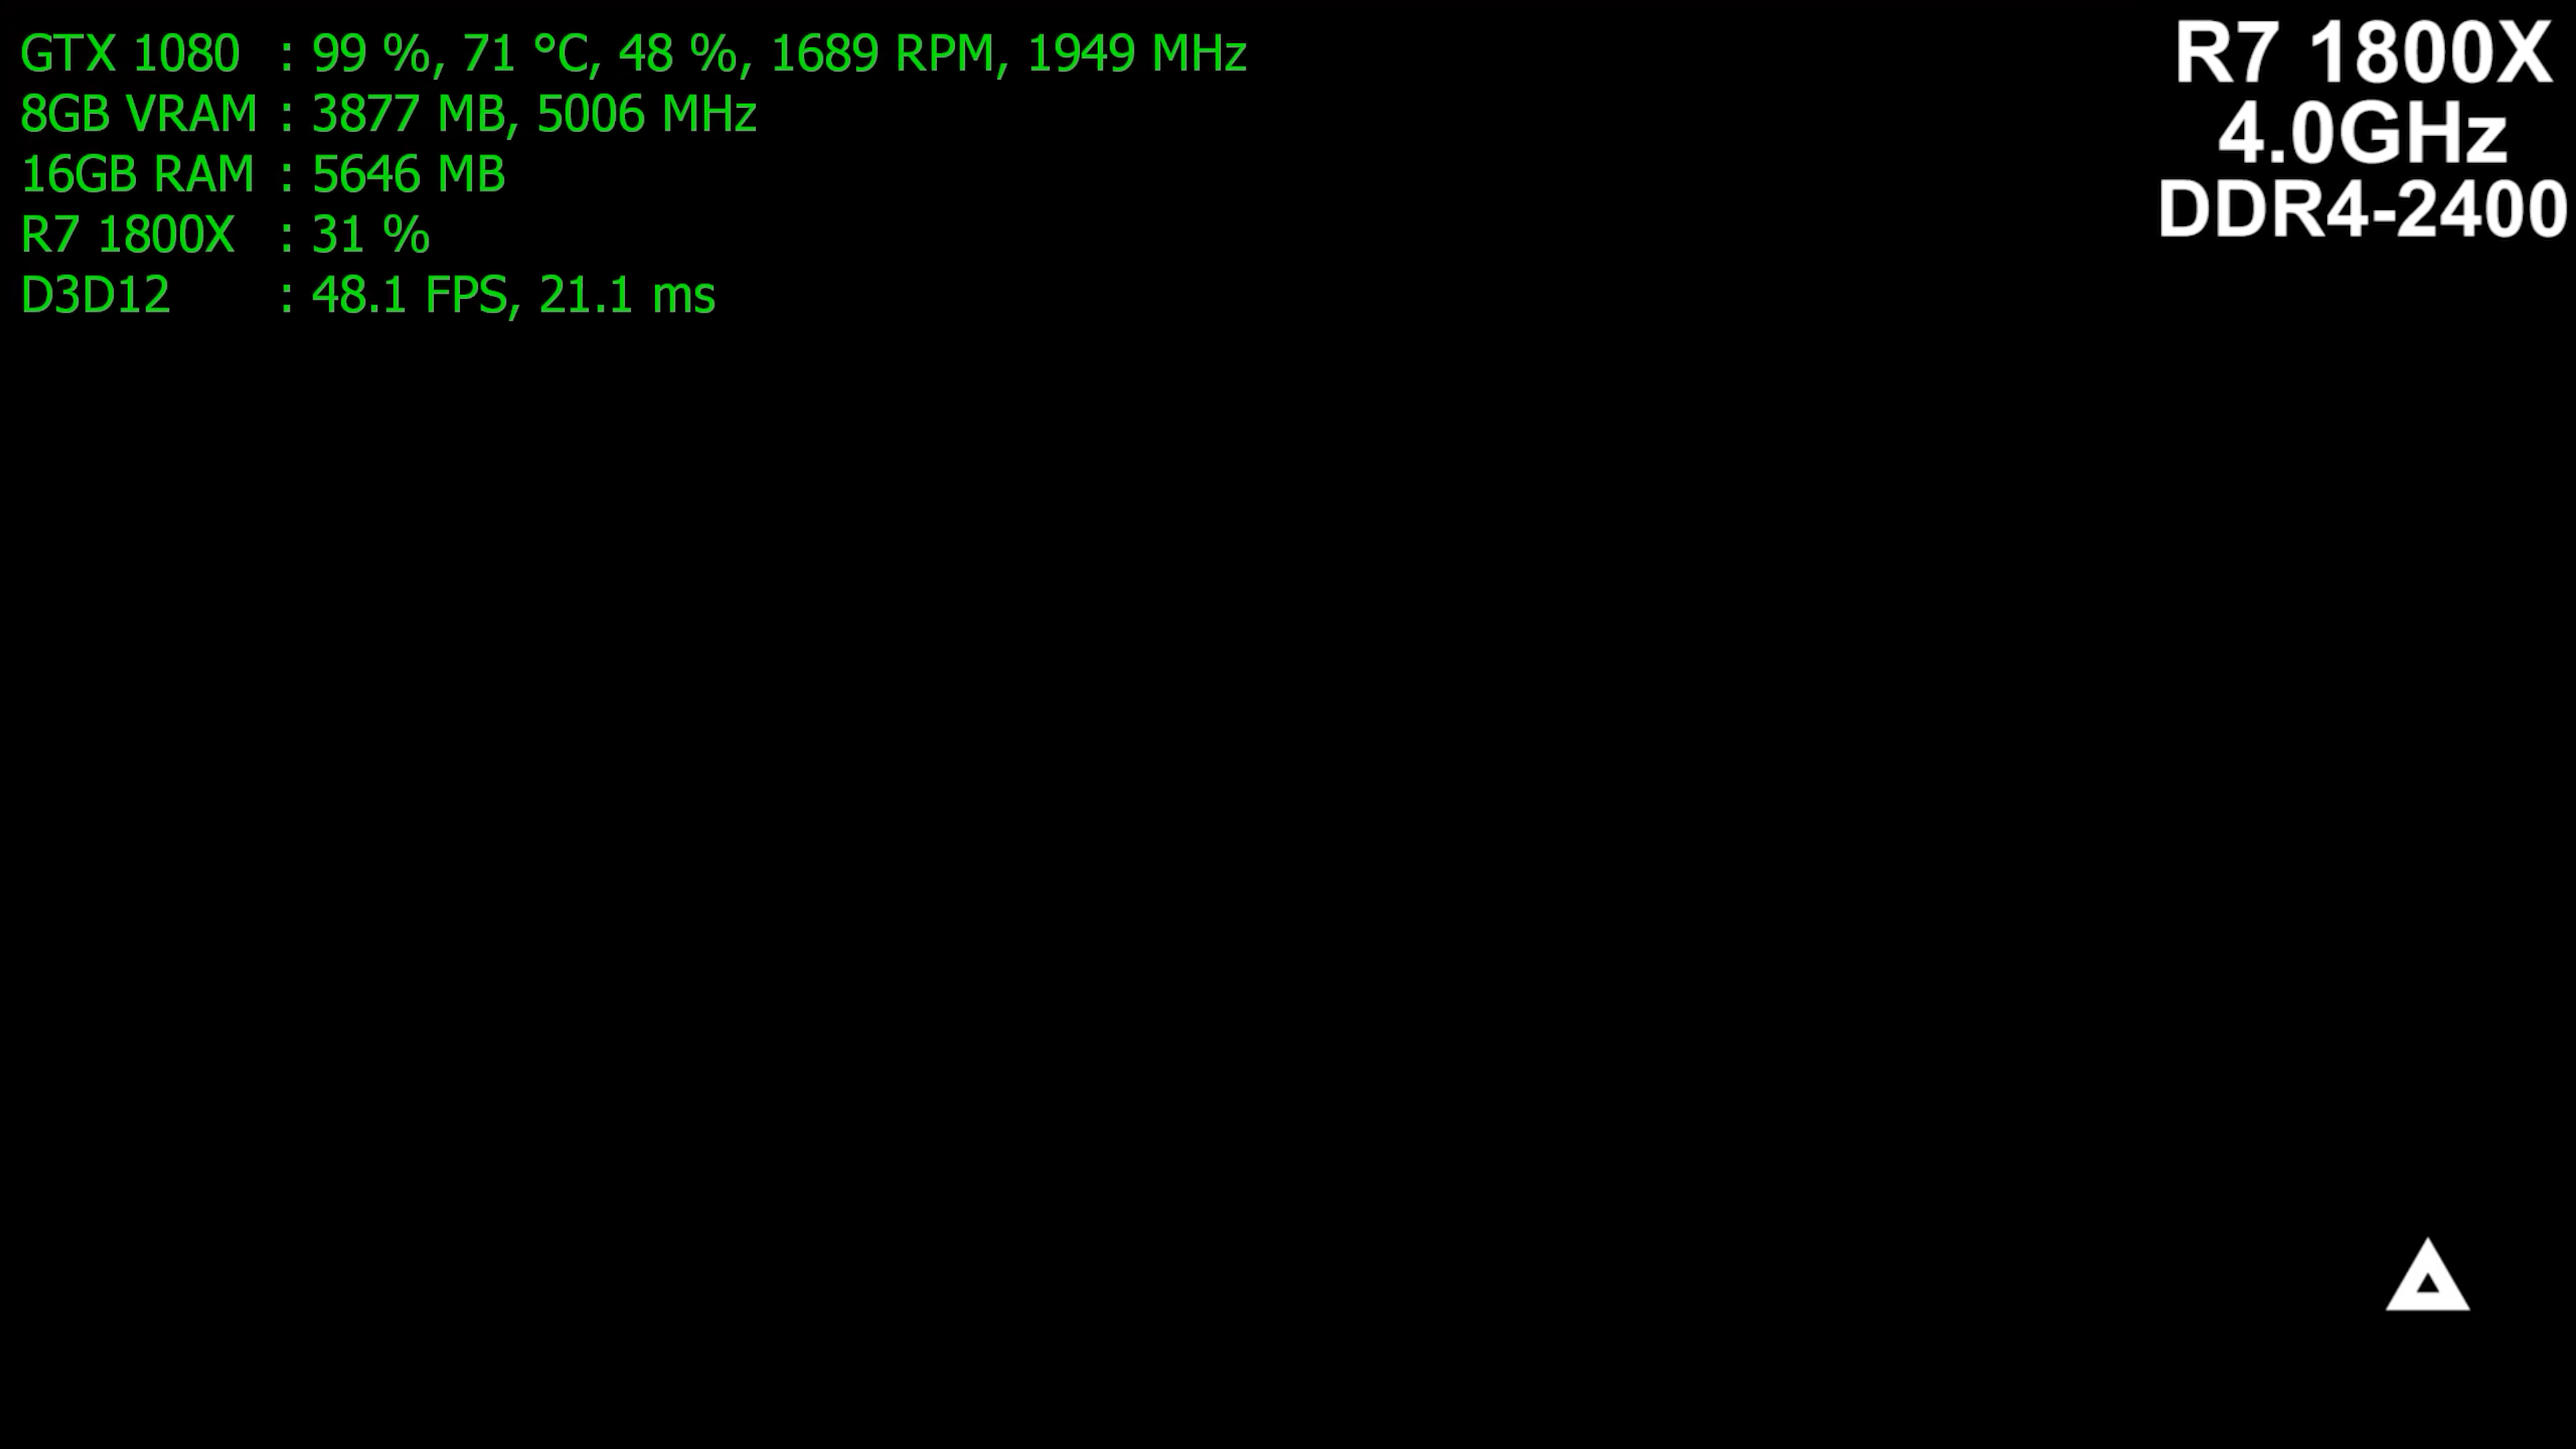 GTX 1080 : 99 %, 71 °C, 48 %, 1689 RPM, 1949 MHz
8GB VRAM : 3877 MB, 5006 MHz
16GB RAM : 5646 MB
R7 1800X : 31 %
D3D12 : 48.1 FPS, 21.1 ms
R7 1800X
4.0GHz
DDR4-2400